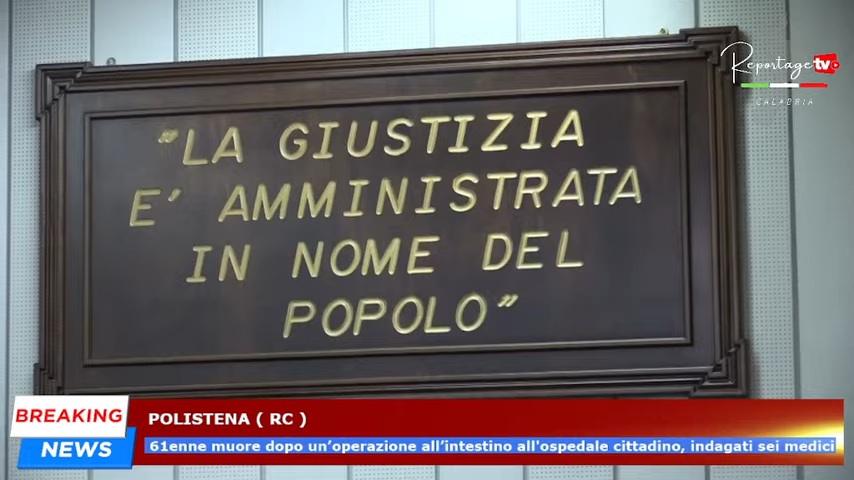 Reportage tv
CALABRIA
“LA GIUSTIZIA
E’ AMMINISTRATA
IN NOME DEL
POPOLO”
BREAKING
NEWS
POLISTENA ( RC )
61enne muore dopo un’operazione all’intestino all'ospedale cittadino, indagati sei medici